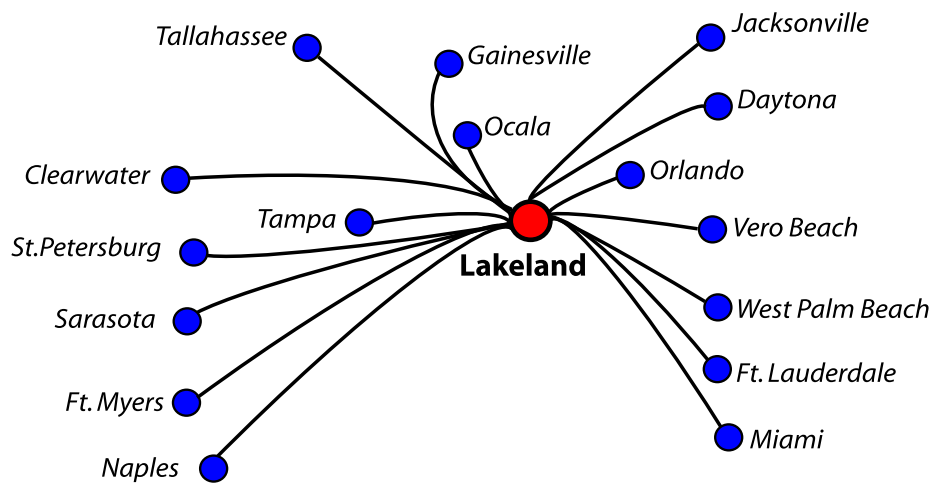 Tallahassee
Gainesville
Jacksonville
Ocala
Daytona
Clearwater
Orlando
Tampa
Vero Beach
St.Petersburg
Lakeland
Sarasota
West Palm Beach
Ft. Myers
Ft. Lauderdale
Naples
Miami